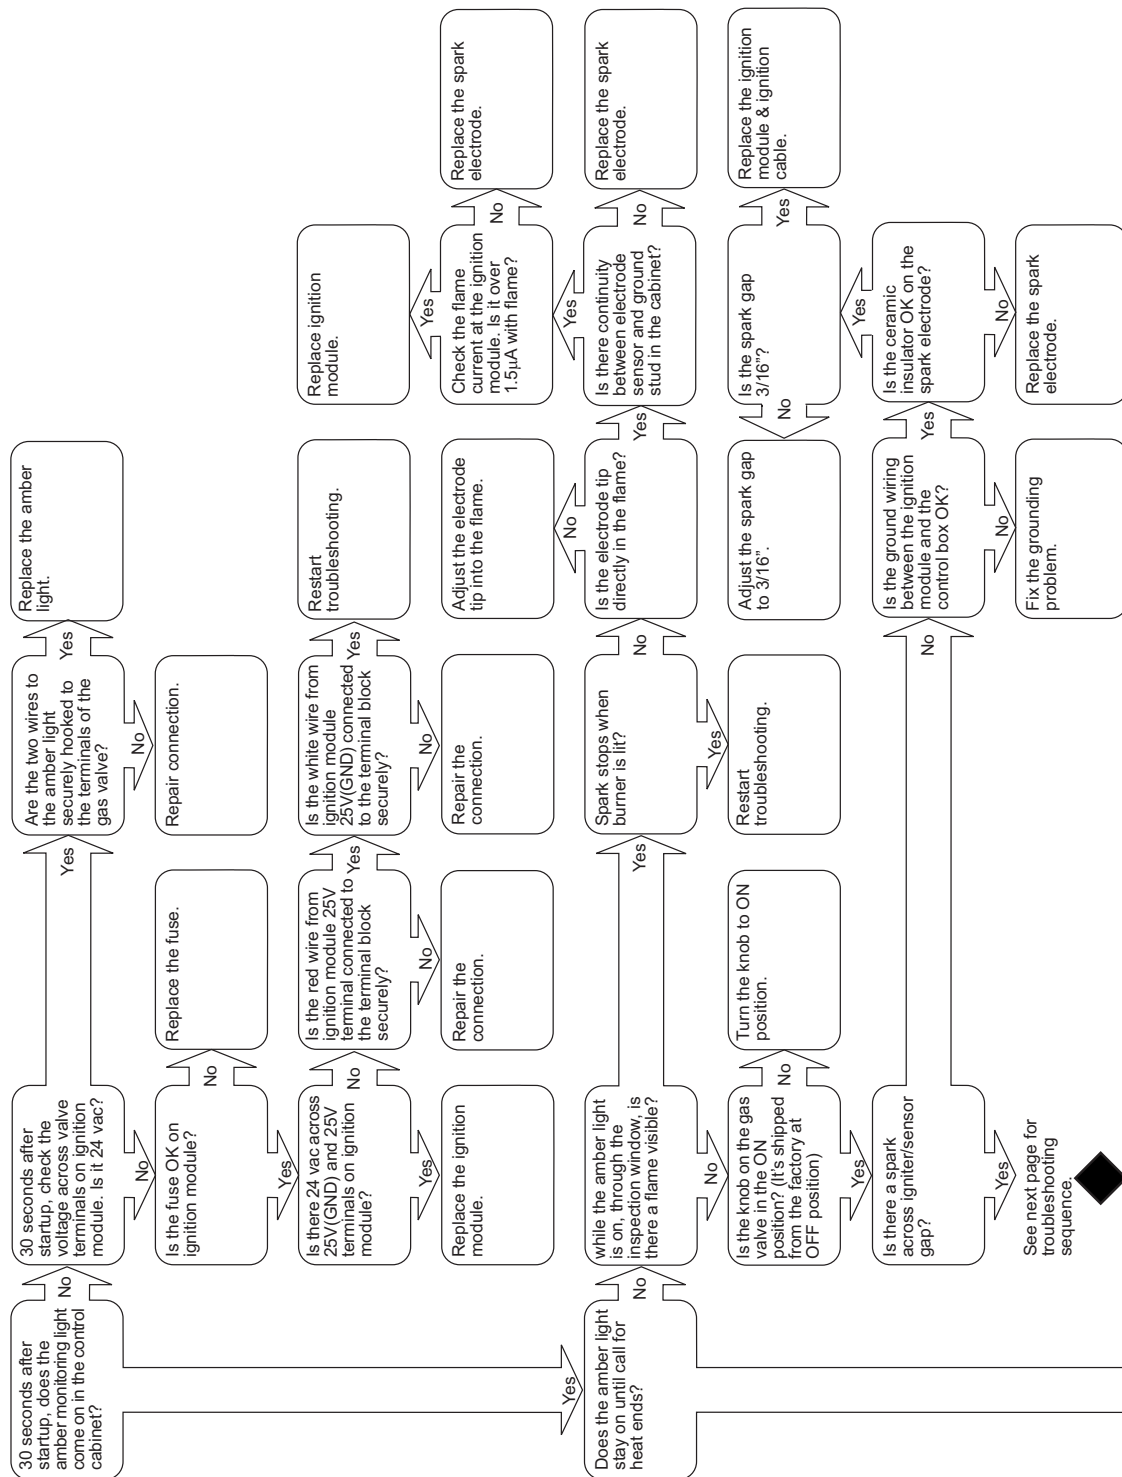 30 seconds after
startup, does the
amber monitoring light
come on in the control
cabinet?
No
30 seconds after
startup, check the
voltage across valve
terminals on ignition
module. Is it 24 vac?
Yes
Are the two wires to
the amber light
securely hooked to
the terminals of the
gas valve?
Yes
Replace the amber
light.
No
Repair connection.
No
Is the fuse OK on
ignition module?
No
Replace the fuse.
Yes
Is there 24 vac across
25V(GND) and 25V
terminals on ignition
module?
No
Is the red wire from
ignition module 25V
terminal connected to
the terminal block
securely?
Yes
Is the white wire from
ignition module
25V(GND) connected
to the terminal block
securely?
Yes
Restart
troubleshooting.
Yes
Replace the ignition
module.
No
Repair the
connection.
No
Repair the
connection.
Yes
Does the amber light
stay on until call for
heat ends?
No
while the amber light
is on, through the
inspection window, is
there a flame visible?
Yes
Spark stops when
burner is lit?
No
Is the electrode tip
directly in the flame?
No
Adjust the electrode
tip into the flame.
Yes
Is there continuity
between electrode
sensor and ground
stud in the cabinet?
No
Replace the spark
electrode.
Yes
Check the flame
current at the ignition
module. Is it over
1.5µA with flame?
No
Replace the spark
electrode.
Yes
Replace ignition
module.
Yes
Restart
troubleshooting.
No
Is the knob on the gas
valve in the ON
position? (It's shipped
from the factory at
OFF position)
No
Turn the knob to ON
position.
Yes
Is there a spark
across igniter/sensor
gap?
No
Is the ground wiring
between the ignition
module and the
control box OK?
Yes
Is the ceramic
insulator OK on the
spark electrode?
Yes
Is the spark gap
3/16”?
Yes
Replace the ignition
module & ignition
cable.
No
Adjust the spark gap
to 3/16”.
No
Fix the grounding
problem.
No
Replace the spark
electrode.
Yes
See next page for
troubleshooting
sequence.